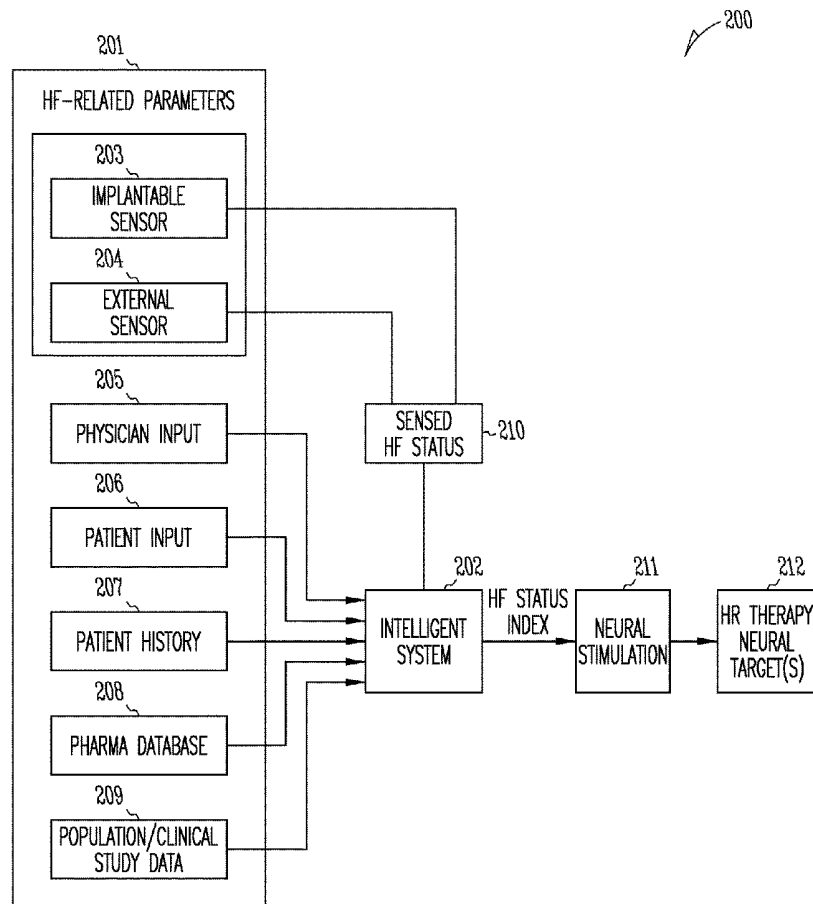 200
201
HF-RELATED PARAMETERS
203
IMPLANTABLE
SENSOR
204
EXTERNAL
SENSOR
205
PHYSICIAN INPUT
SENSED
HF STATUS
210
206
PATIENT INPUT
207
PATIENT HISTORY
202
INTELLIGENT
SYSTEM
HF STATUS
INDEX
211
NEURAL
STIMULATION
212
HR THERAPY
NEURAL
TARGET(S)
208
PHARMA DATABASE
209
POPULATION/CLINICAL
STUDY DATA